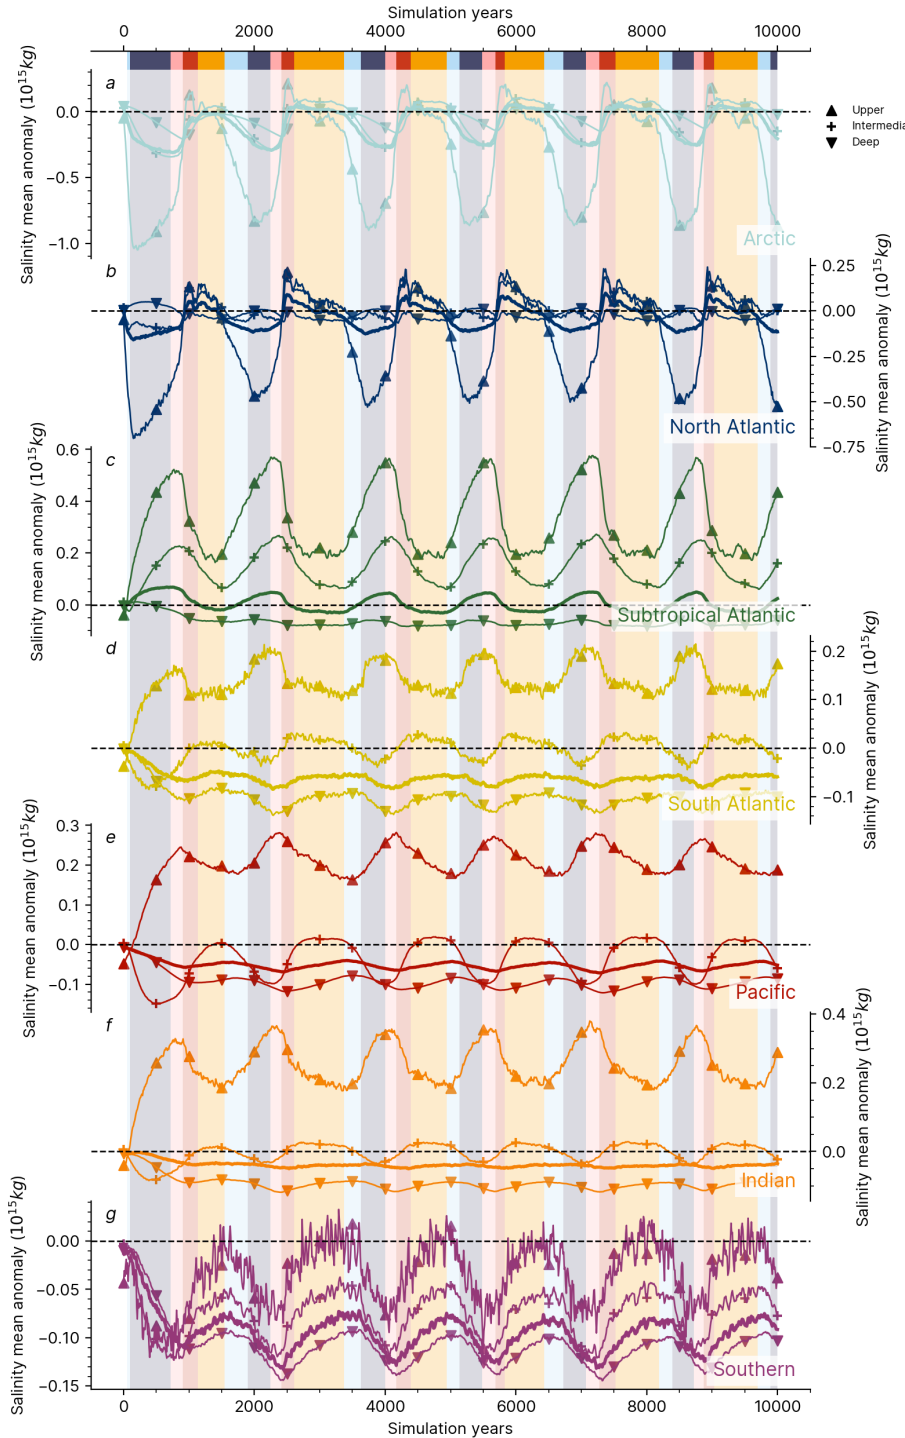 Simulation years
0 2000 4000 6000 8000 10000
a
Salinity mean anomaly (10^15 kg)
0.0
−0.5
−1.0
Upper
Intermedia
Deep
Arctic
b
0.25
0.00
−0.25
−0.50
−0.75
Salinity mean anomaly (10^15 kg)
North Atlantic
c
Salinity mean anomaly (10^15 kg)
0.6
0.4
0.2
0.0
Subtropical Atlantic
d
0.2
0.1
0.0
−0.1
Salinity mean anomaly (10^15 kg)
South Atlantic
e
Salinity mean anomaly (10^15 kg)
0.3
0.2
0.1
0.0
−0.1
Pacific
f
0.4
0.2
0.0
Salinity mean anomaly (10^15 kg)
Indian
g
Salinity mean anomaly (10^15 kg)
0.00
−0.05
−0.10
−0.15
Southern
0 2000 4000 6000 8000 10000
Simulation years